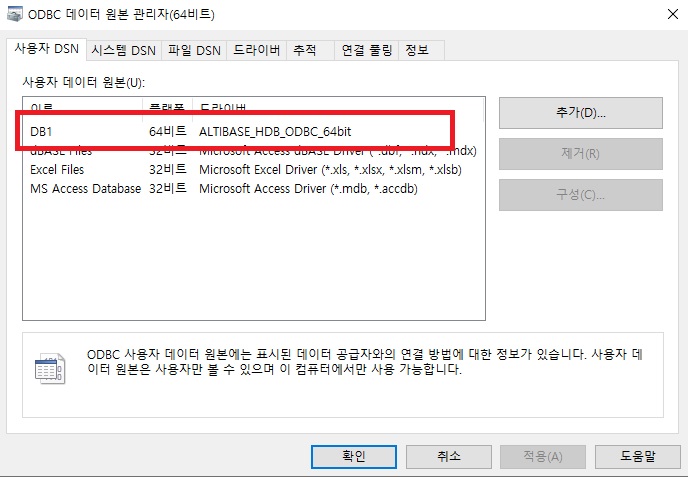 ODBC 데이터 원본 관리자(64비트)
사용자 DSN 시스템 DSN 파일 DSN 드라이버 추적 연결 풀링 정보
사용자 데이터 원본(U):
이름 플랫폼 드라이버
DB1 64비트 ALTIBASE_HDB_ODBC_64bit
dBASE Files 32비트 Microsoft Access dBASE Driver (*.dbf, *.ndx, *.mdx)
Excel Files 32비트 Microsoft Excel Driver (*.xls, *.xlsx, *.xlsm, *.xlsb)
MS Access Database 32비트 Microsoft Access Driver (*.mdb, *.accdb)
추가(D)...
제거(R)
구성(C)...
ODBC 사용자 데이터 원본에는 표시된 데이터 공급자와의 연결 방법에 대한 정보가 있습니다. 사용자 데
이터 원본은 사용자만 볼 수 있으며 이 컴퓨터에서만 사용 가능합니다.
확인 취소 적용(A) 도움말